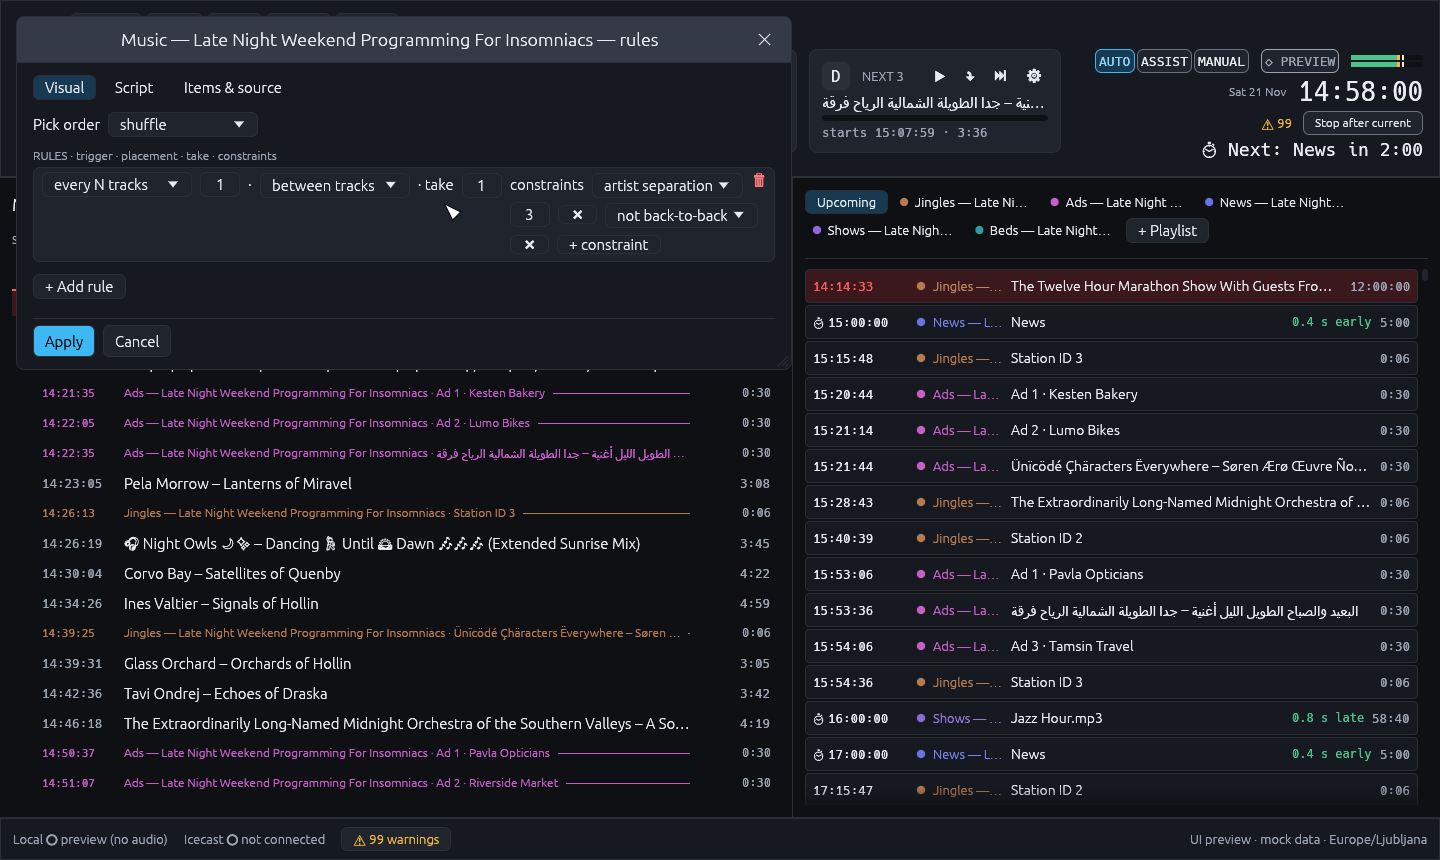 Music — Late Night Weekend Programming For Insomniacs — rules
Visual
Script
Items & source
Pick order
shuffle
RULES · trigger · placement · take · constraints
every N tracks
1
·
between tracks
· take
1
constraints
artist separation
3
not back-to-back
+ constraint
+ Add rule
Apply
Cancel
D
NEXT 3
نية – جدا الطويلة الشمالية الرياح فرقة…
starts 15:07:59 · 3:36
AUTO
ASSIST
MANUAL
◇ PREVIEW
Sat 21 Nov
14:58:00
⚠ 99
Stop after current
Next: News in 2:00
14:21:35 Ads — Late Night Weekend Programming For Insomniacs · Ad 1 · Kesten Bakery 0:30
14:22:05 Ads — Late Night Weekend Programming For Insomniacs · Ad 2 · Lumo Bikes 0:30
14:22:35 Ads — Late Night Weekend Programming For Insomniacs · الطويل الليل أغنية – جدا الطويلة الشمالية الرياح فرقة … 0:30
14:23:05 Pela Morrow – Lanterns of Miravel 3:08
14:26:13 Jingles — Late Night Weekend Programming For Insomniacs · Station ID 3 0:06
14:26:19 🎧 Night Owls 🌙✨ – Dancing 💃 Until 🌅 Dawn 🎶🎶🎶 (Extended Sunrise Mix) 3:45
14:30:04 Corvo Bay – Satellites of Quenby 4:22
14:34:26 Ines Valtier – Signals of Hollin 4:59
14:39:25 Jingles — Late Night Weekend Programming For Insomniacs · Ünïcödé Çhäracters Ëverywhere – Søren … 0:06
14:39:31 Glass Orchard – Orchards of Hollin 3:05
14:42:36 Tavi Ondrej – Echoes of Draska 3:42
14:46:18 The Extraordinarily Long-Named Midnight Orchestra of the Southern Valleys – A So… 4:19
14:50:37 Ads — Late Night Weekend Programming For Insomniacs · Ad 1 · Pavla Opticians 0:30
14:51:07 Ads — Late Night Weekend Programming For Insomniacs · Ad 2 · Riverside Market 0:30
Upcoming
Jingles — Late Ni…
Ads — Late Night …
News — Late Night…
Shows — Late Nigh…
Beds — Late Night…
+ Playlist
14:14:33 Jingles —… The Twelve Hour Marathon Show With Guests Fro… 12:00:00
15:00:00 News — L… News 0.4 s early 5:00
15:15:48 Jingles —… Station ID 3 0:06
15:20:44 Ads — La… Ad 1 · Kesten Bakery 0:30
15:21:14 Ads — La… Ad 2 · Lumo Bikes 0:30
15:21:44 Ads — La… Ünïcödé Çhäracters Ëverywhere – Søren Ærø Œuvre Ño… 0:30
15:28:43 Jingles —… The Extraordinarily Long-Named Midnight Orchestra of … 0:06
15:40:39 Jingles —… Station ID 2 0:06
15:53:06 Ads — La… Ad 1 · Pavla Opticians 0:30
15:53:36 Ads — La… البعيد والصباح الطويل الليل أغنية – جدا الطويلة الشمالية الرياح فرقة 0:30
15:54:06 Ads — La… Ad 3 · Tamsin Travel 0:30
15:54:36 Jingles —… Station ID 3 0:06
16:00:00 Shows —… Jazz Hour.mp3 0.8 s late 58:40
17:00:00 News — L… News 0.4 s early 5:00
17:15:47 Jingles —… Station ID 2 0:06
Local preview (no audio)
Icecast not connected
⚠ 99 warnings
UI preview · mock data · Europe/Ljubljana